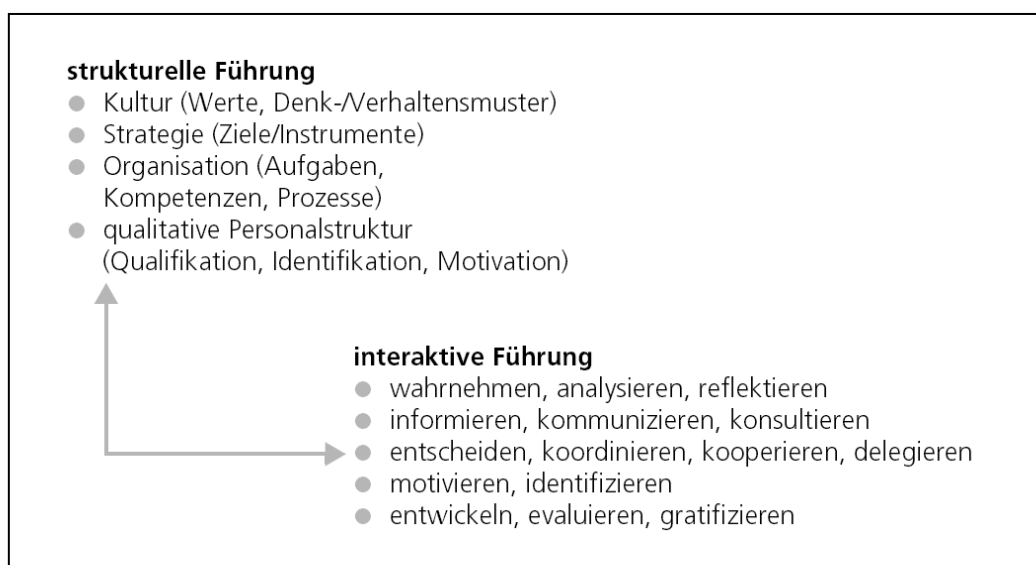 strukturelle Führung
● Kultur (Werte, Denk-/Verhaltensmuster)
● Strategie (Ziele/Instrumente)
● Organisation (Aufgaben,
Kompetenzen, Prozesse)
● qualitative Personalstruktur
(Qualifikation, Identifikation, Motivation)
interaktive Führung
● wahrnehmen, analysieren, reflektieren
● informieren, kommunizieren, konsultieren
● entscheiden, koordinieren, kooperieren, delegieren
● motivieren, identifizieren
● entwickeln, evaluieren, gratifizieren